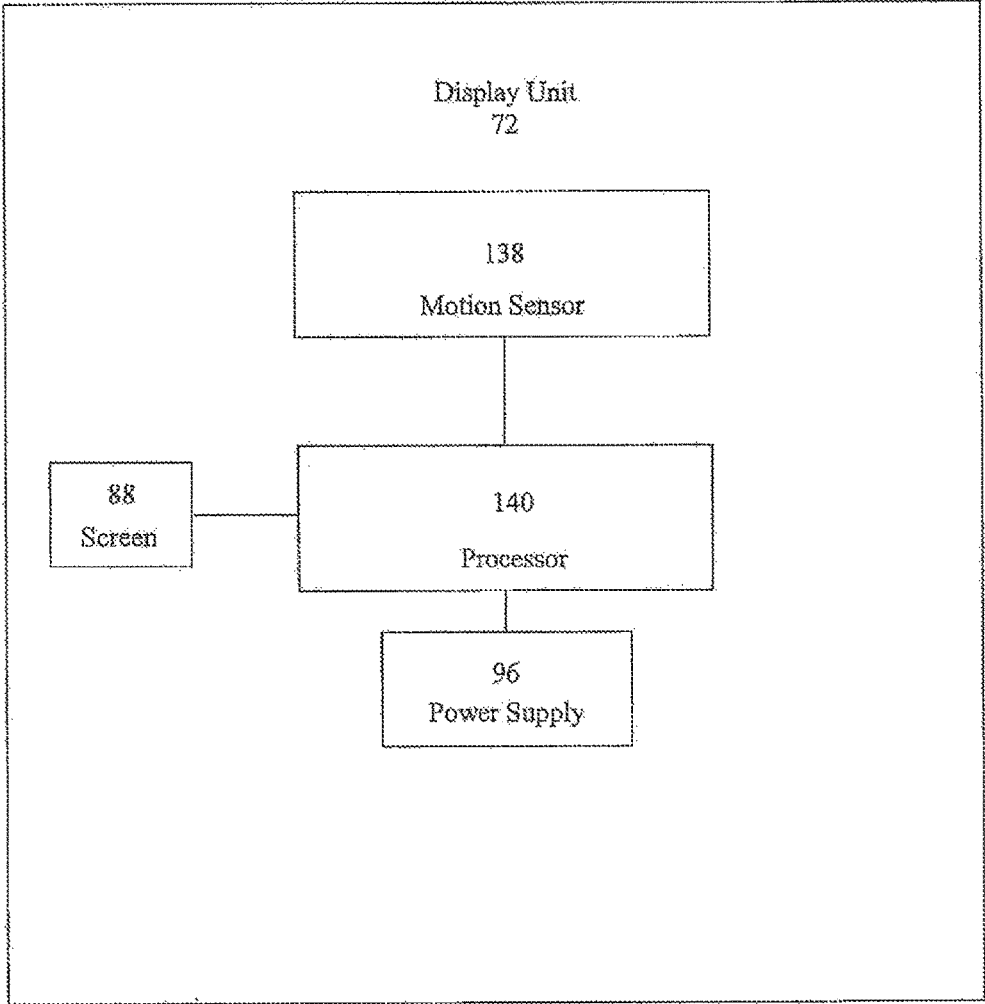 Display Unit
72
138
Motion Sensor
88
Screen
140
Processor
96
Power Supply